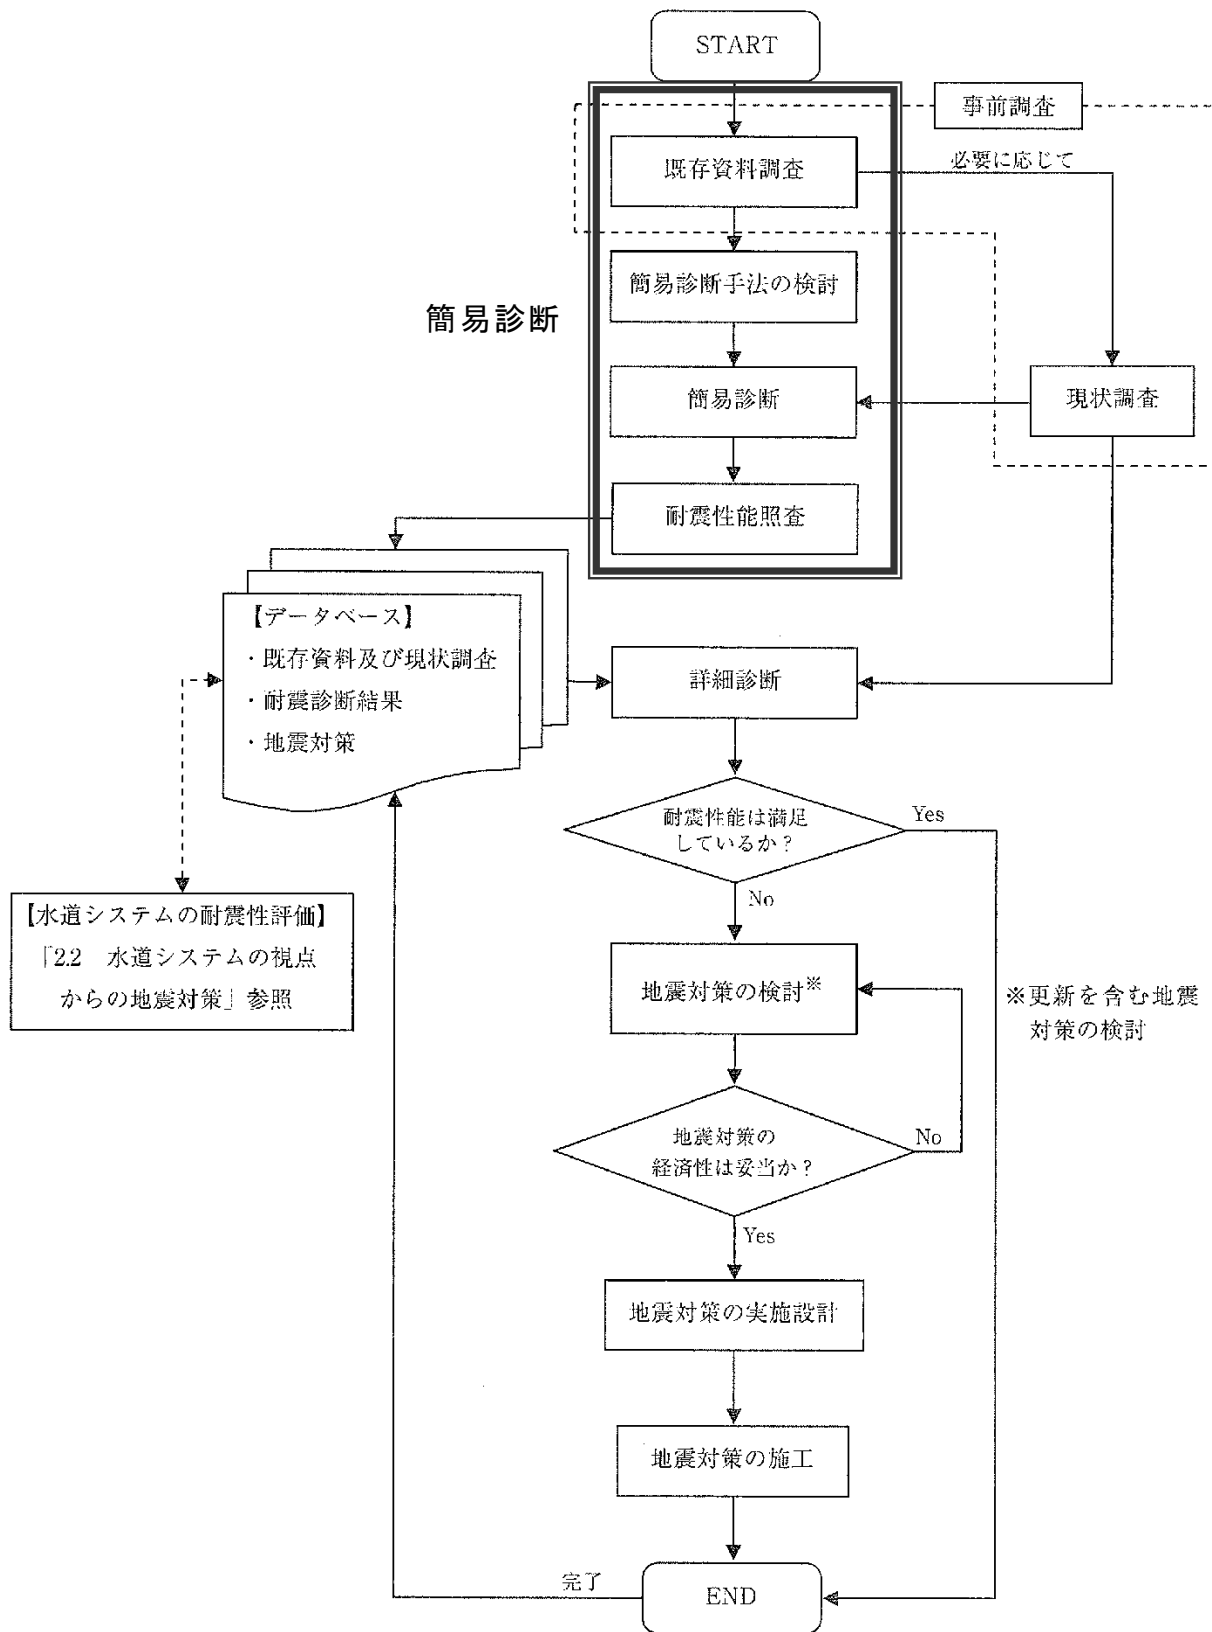 START
事前調査
既存資料調査
必要に応じて
簡易診断手法の検討
簡易診断
簡易診断
現状調査
耐震性能照査
【データベース】
・既存資料及び現状調査
・耐震診断結果
・地震対策
詳細診断
耐震性能は満足
しているか？
Yes
No
【水道システムの耐震性評価】
「2.2 水道システムの視点
からの地震対策」参照
地震対策の検討※
※更新を含む地震
対策の検討
地震対策の
経済性は妥当か？
No
Yes
地震対策の実施設計
地震対策の施工
完了
END